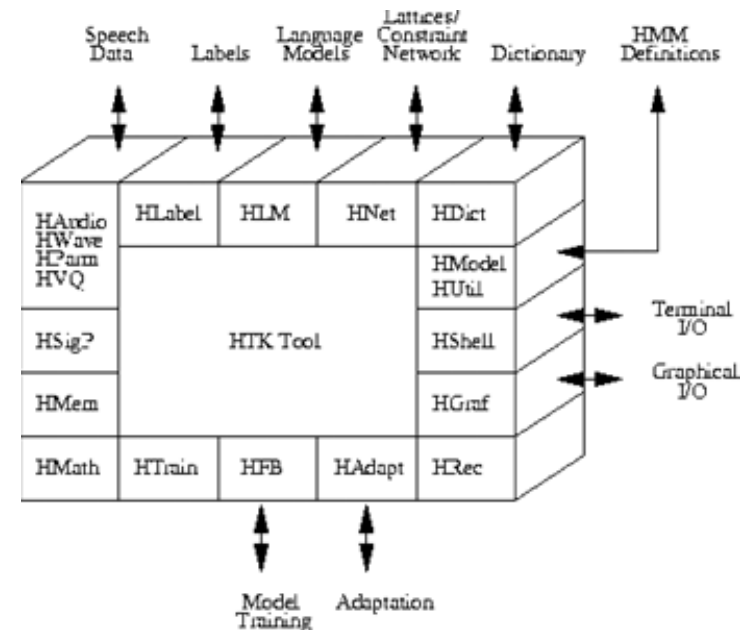 Speech
Data
Labels
Language
Models
Lattices/
Constraint
Network
Dictionary
HMM
Definitions
HAudio
HWave
HParm
HVQ
HLabel
HLM
HNet
HDict
HModel
HUtil
HSigP
HTK Tool
HShell
Terminal
I/O
HMem
HGraf
Graphical
I/O
HMath
HTrain
HFB
HAdapt
HRec
Model
Training
Adaptation